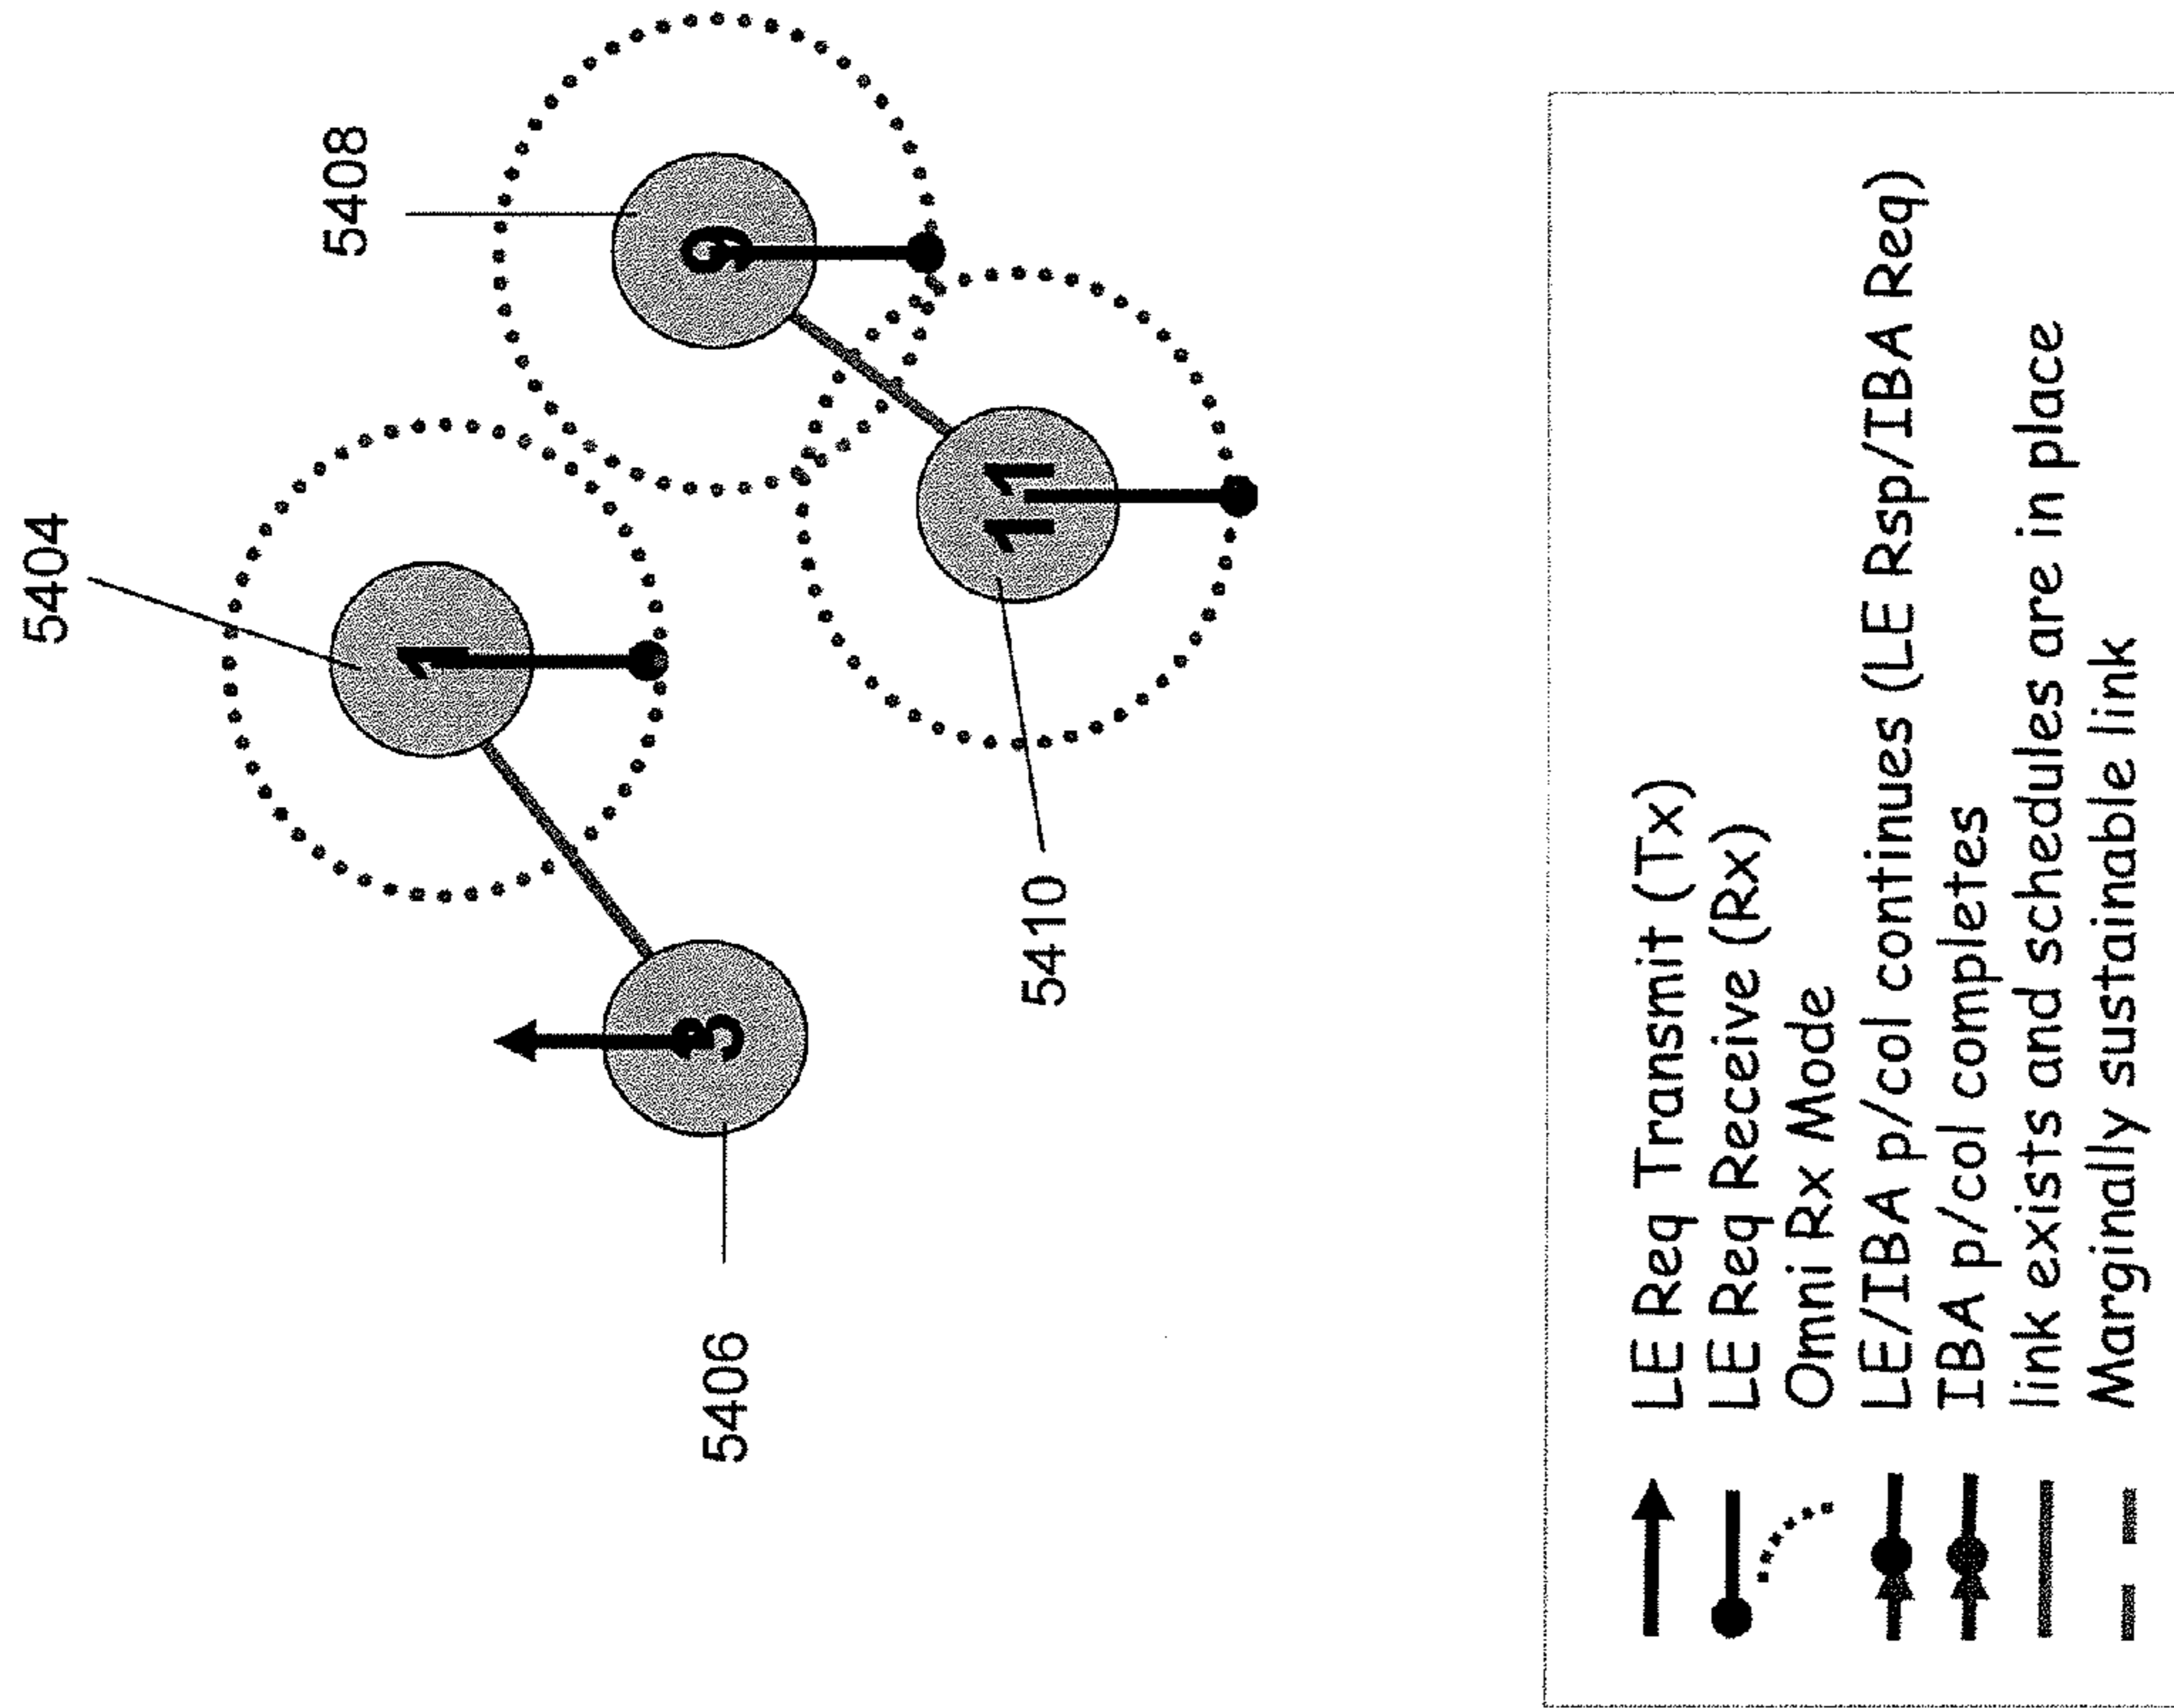 5404
5408
1
9
3
11
5406
5410
LE Req Transmit (Tx)
LE Req Receive (Rx)
Omni Rx Mode
LE/IBA p/col continues (LE Rsp/IBA Req)
IBA p/col completes
link exists and schedules are in place
Marginally sustainable link